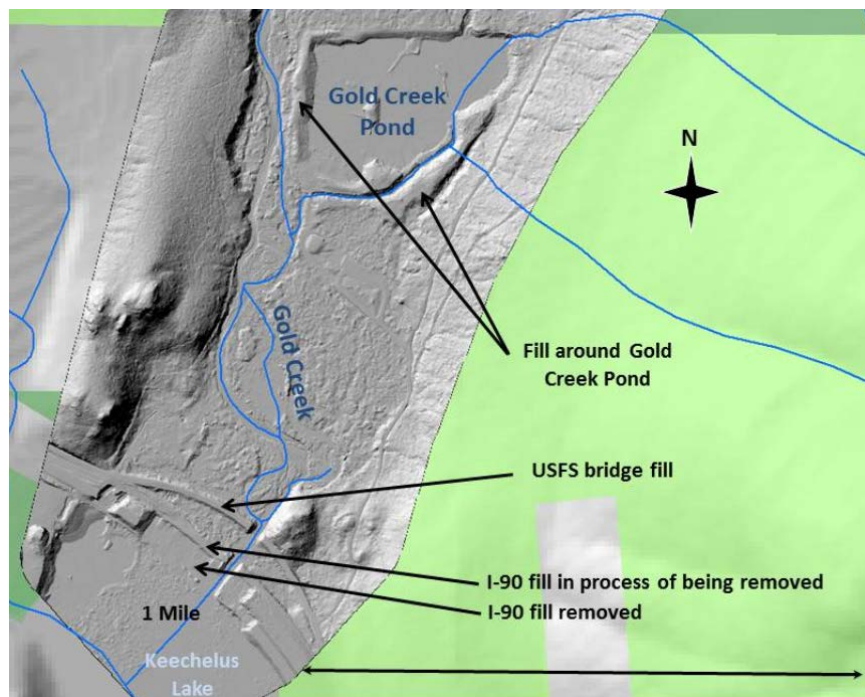 Gold Creek
Pond
N
Gold Creek
Fill around Gold
Creek Pond
USFS bridge fill
I-90 fill in process of being removed
I-90 fill removed
1 Mile
Keechelus
Lake